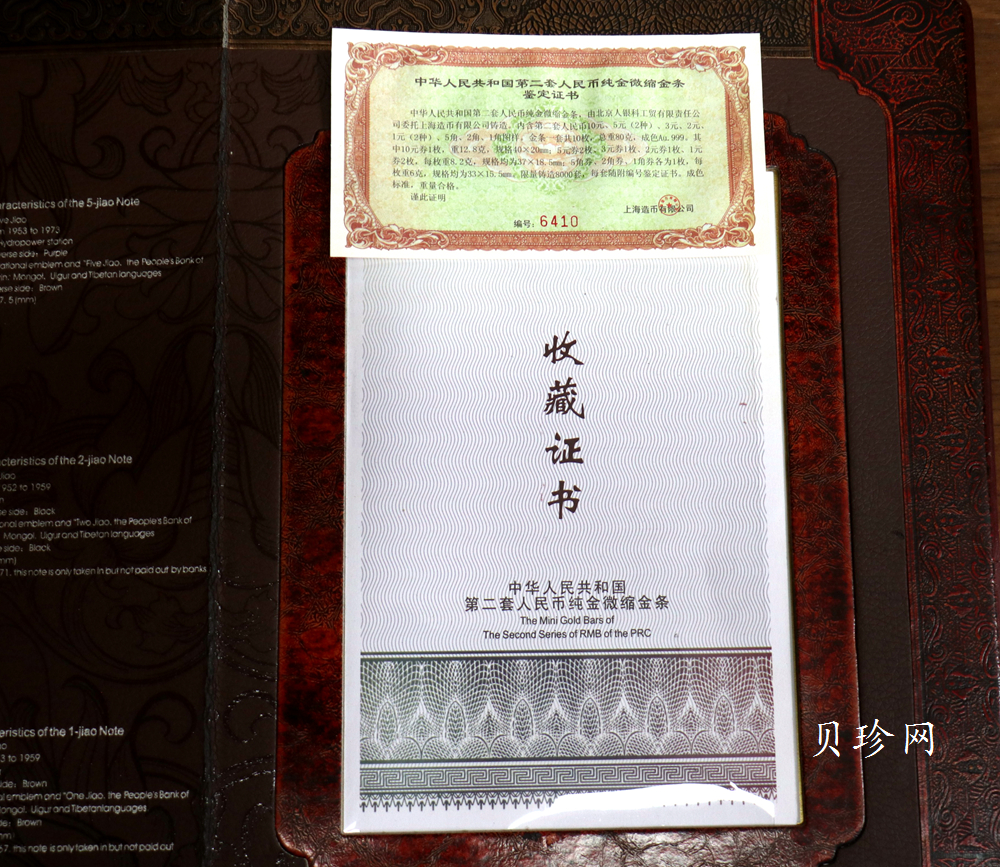 中华人民共和国第二套人民币纯金微缩金条
鉴定证书
中华人民共和国第二套人民币纯金微缩金条，由北京人银科工贸有限责任公
司委托上海造币有限公司铸造。内含第二套人民币10元、5元（2种）、3元、2元、
1元（2种）、5角、2角、1角图样，金条一套共10枚，总重80克，成色Au.999，其
中10元券1枚，重12.8克，规格40×20mm；5元券2枚、3元券1枚、2元券1枚、1元
券2枚，每枚重8.2克，规格均为37×18.5mm；5角券、2角券、1角券各为1枚，每
枚重6克，规格均为33×15.5mm。限量铸造8000套，每套随附编号鉴定证书。成色
标准，重量合格。
谨此证明
上海造币有限公司
编号：6410
收
藏
证
书
中华人民共和国
第二套人民币纯金微缩金条
The Mini Gold Bars of
The Second Series of RMB of the PRC
aracteristics of the 5-jiao Note
ve Jiao
n 1953 to 1973
Hydropower station
erse side：Purple
ational emblem and "Five Jiao, the People's Bank of
in; Mongol, Uigur and Tibetan languages
rse side：Brown
7. 5 (mm)
cteristics of the 2-jiao Note
Jiao
1952 to 1959
e side：Black
onal emblem and "Two Jiao, the People's Bank of
Mongol, Uigur and Tibetan languages
side：Black
mm)
71, this note is only taken in but not paid out by banks
eristics of the 1-jiao Note
3 to 1959
ide：Brown
al emblem and "One Jiao, the People's Bank of
ongol, Uigur and Tibetan languages
e：Brown
7, this note is only taken in but not paid out
贝珍网